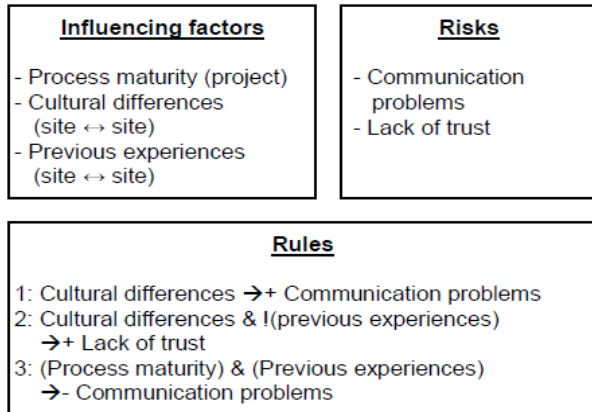 Influencing factors
- Process maturity (project)
- Cultural differences
(site ↔ site)
- Previous experiences
(site ↔ site)
Risks
- Communication
problems
- Lack of trust
Rules
1: Cultural differences →+ Communication problems
2: Cultural differences & !(previous experiences)
→+ Lack of trust
3: (Process maturity) & (Previous experiences)
→- Communication problems